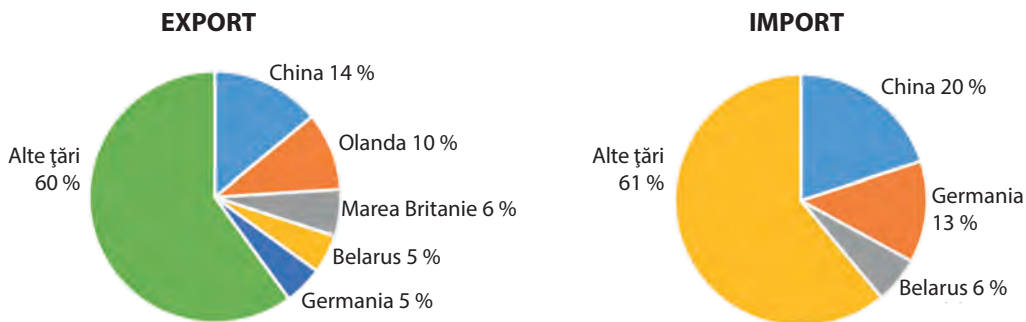 EXPORT
China 14 %
Olanda 10 %
Marea Britanie 6 %
Belarus 5 %
Germania 5 %
Alte ţări
60 %
IMPORT
China 20 %
Germania
13 %
Belarus 6 %
Alte ţări
61 %